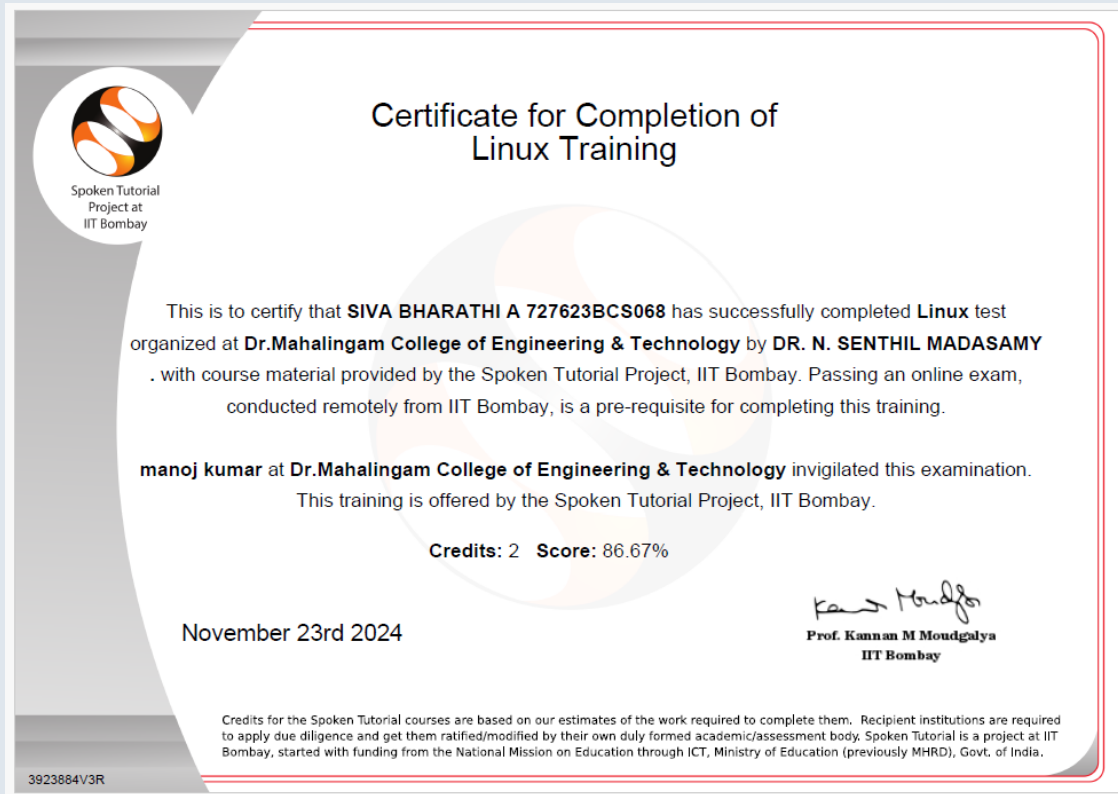 Spoken Tutorial
Project at
IIT Bombay
Certificate for Completion of
Linux Training
This is to certify that SIVA BHARATHI A 727623BCS068 has successfully completed Linux test
organized at Dr.Mahalingam College of Engineering & Technology by DR. N. SENTHIL MADASAMY
. with course material provided by the Spoken Tutorial Project, IIT Bombay. Passing an online exam,
conducted remotely from IIT Bombay, is a pre-requisite for completing this training.
manoj kumar at Dr.Mahalingam College of Engineering & Technology invigilated this examination.
This training is offered by the Spoken Tutorial Project, IIT Bombay.
Credits: 2 Score: 86.67%
November 23rd 2024
Prof. Kannan M Moudgalya
IIT Bombay
Credits for the Spoken Tutorial courses are based on our estimates of the work required to complete them. Recipient institutions are required
to apply due diligence and get them ratified/modified by their own duly formed academic/assessment body. Spoken Tutorial is a project at IIT
Bombay, started with funding from the National Mission on Education through ICT, Ministry of Education (previously MHRD), Govt. of India.
3923884V3R